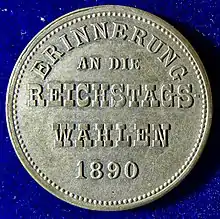 ERINNERUNG
AN DIE
REICHSTAGS
WAHLEN
1890